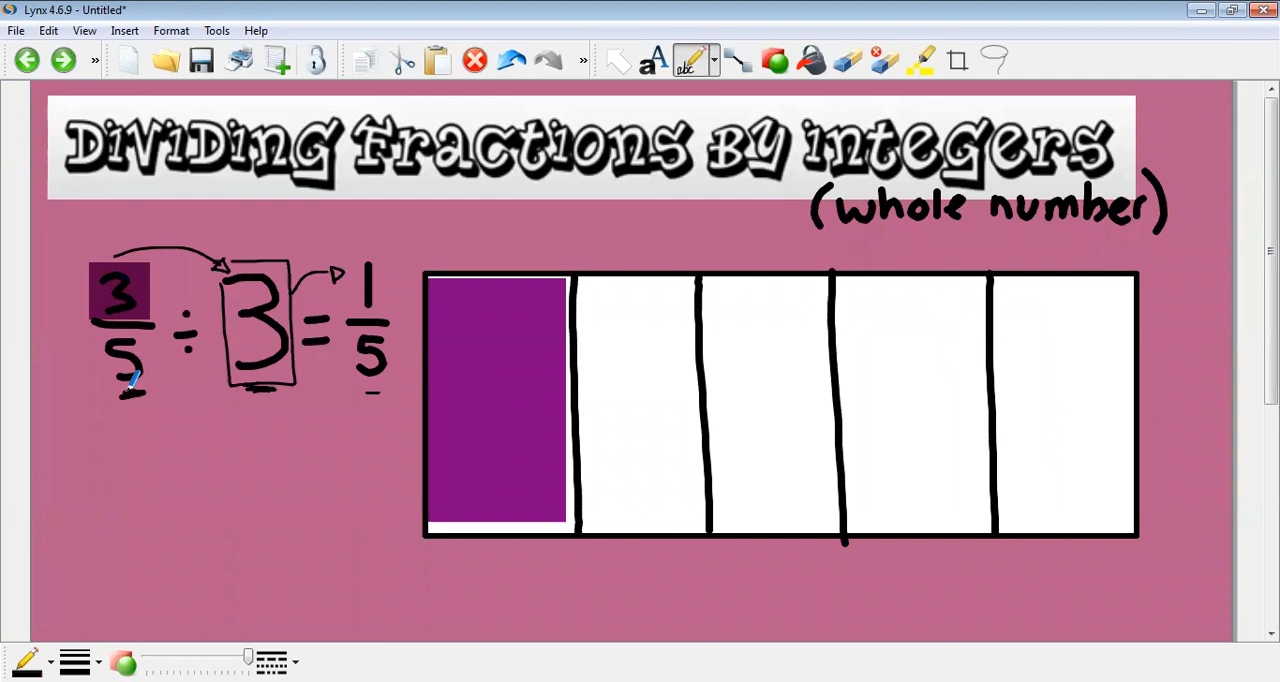 Lynx 4.6.9 - Untitled*
File Edit View Insert Format Tools Help
» » A abc
DiViDing Fractions By integers
(whole number)
3/5 ÷ 3 = 1/5